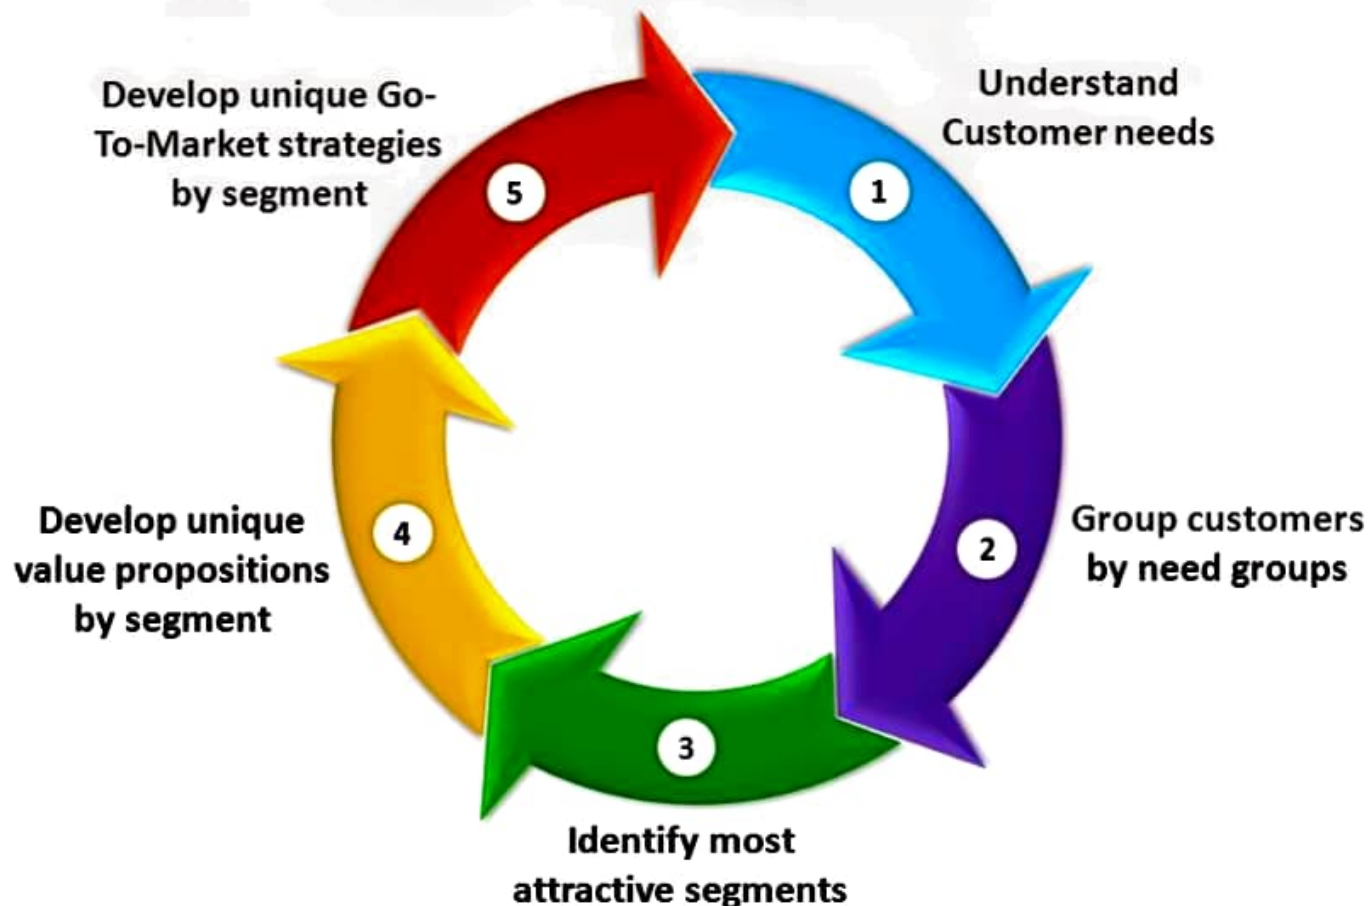 Understand
Customer needs
1
Group customers
by need groups
2
3
Identify most
attractive segments
Develop unique
value propositions
by segment
4
Develop unique Go-
To-Market strategies
by segment
5